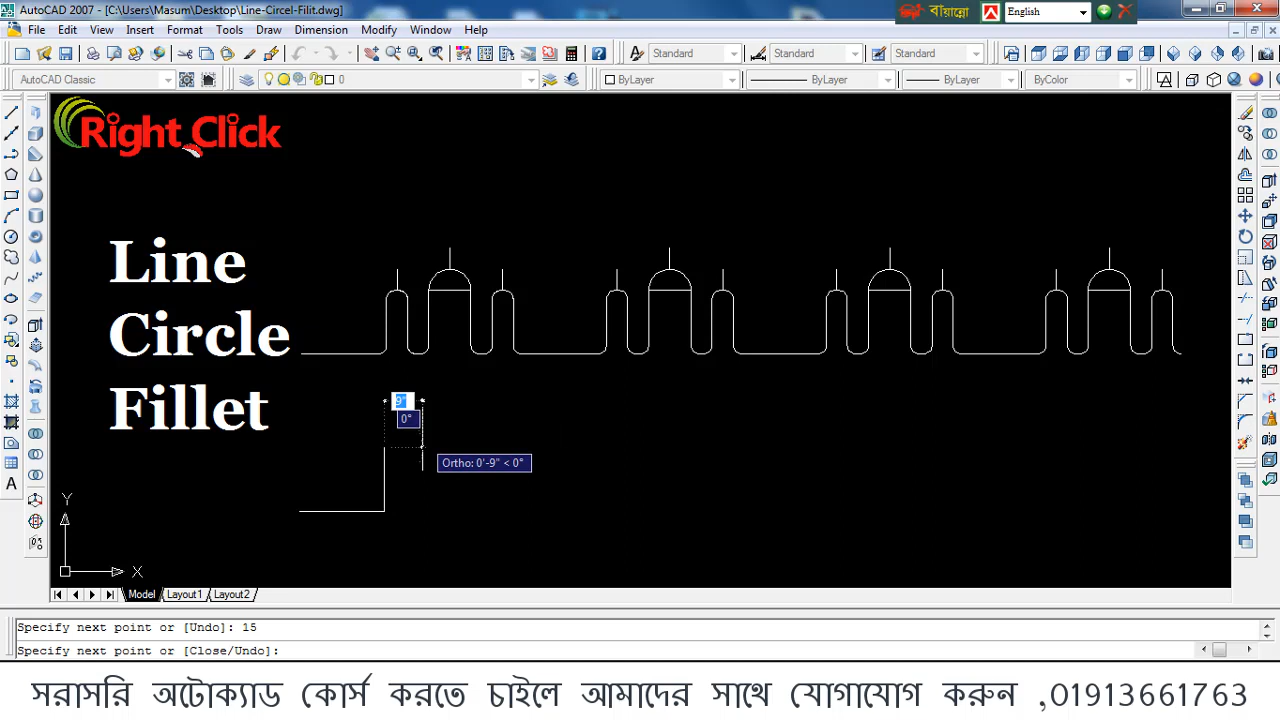 AutoCAD 2007 - [C:\Users\Masum\Desktop\Line-Circel-Filit.dwg]
বায়ান্নো English
File Edit View Insert Format Tools Draw Dimension Modify Window Help
Standard Standard Standard
AutoCAD Classic 0 ByLayer ByLayer ByLayer ByColor
Right Click
Line
Circle
Fillet
9"
0°
Ortho: 0'-9" < 0°
Y
X
Model Layout1 Layout2
Specify next point or [Undo]: 15
Specify next point or [Close/Undo]:
সরাসরি অটোক্যাড কোর্স করতে চাইলে আমাদের সাথে যোগাযোগ করুন ,01913661763